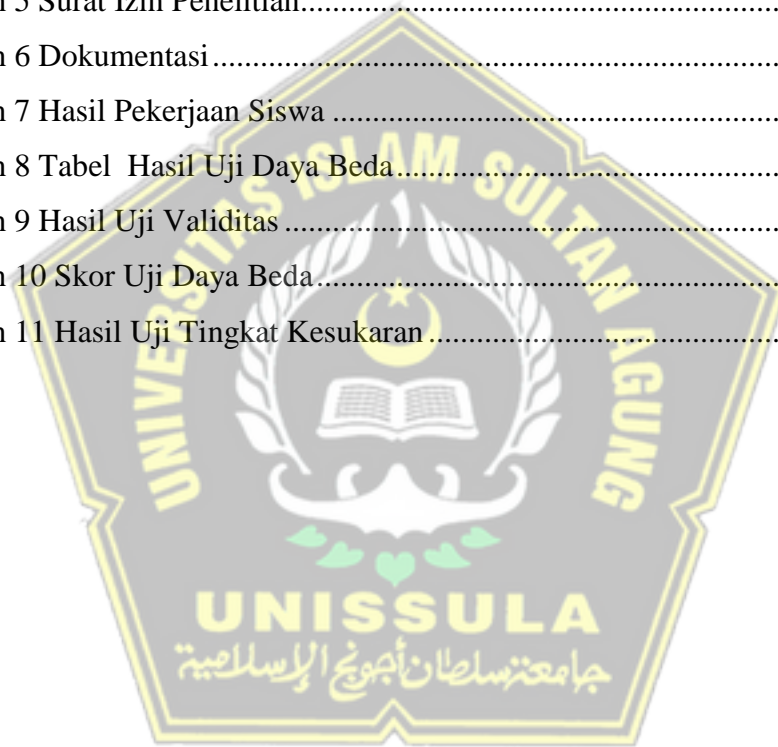 n 5 Surat Izin Penelitian................................................................................
n 6 Dokumentasi................................................................................
n 7 Hasil Pekerjaan Siswa ................................................................................
n 8 Tabel  Hasil Uji Daya Beda................................................................................
n 9 Hasil Uji Validitas ................................................................................
n 10 Skor Uji Daya Beda................................................................................
n 11 Hasil Uji Tingkat Kesukaran ................................................................................
UNIVERSITAS ISLAM SULTAN AGUNG
UNISSULA
جامعة سلطان أجونج الإسلامية